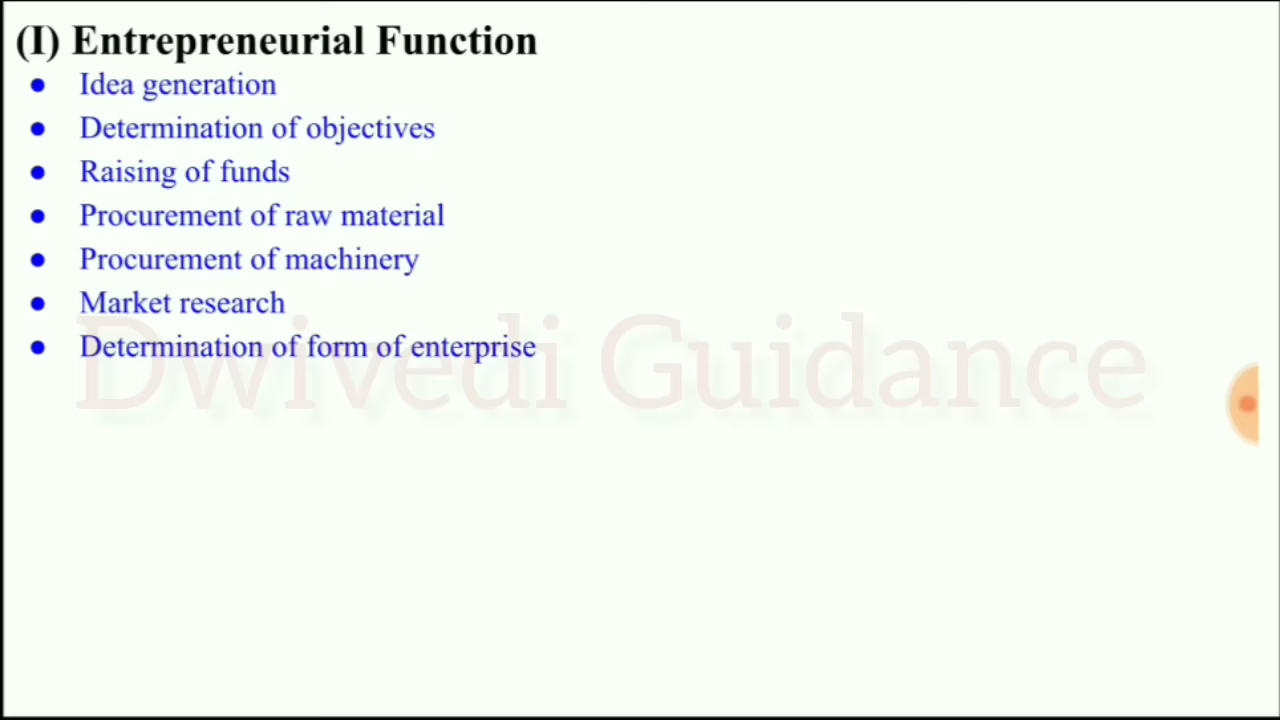 (I) Entrepreneurial Function
● Idea generation
● Determination of objectives
● Raising of funds
● Procurement of raw material
● Procurement of machinery
● Market research
● Determination of form of enterprise
Dwivedi Guidance